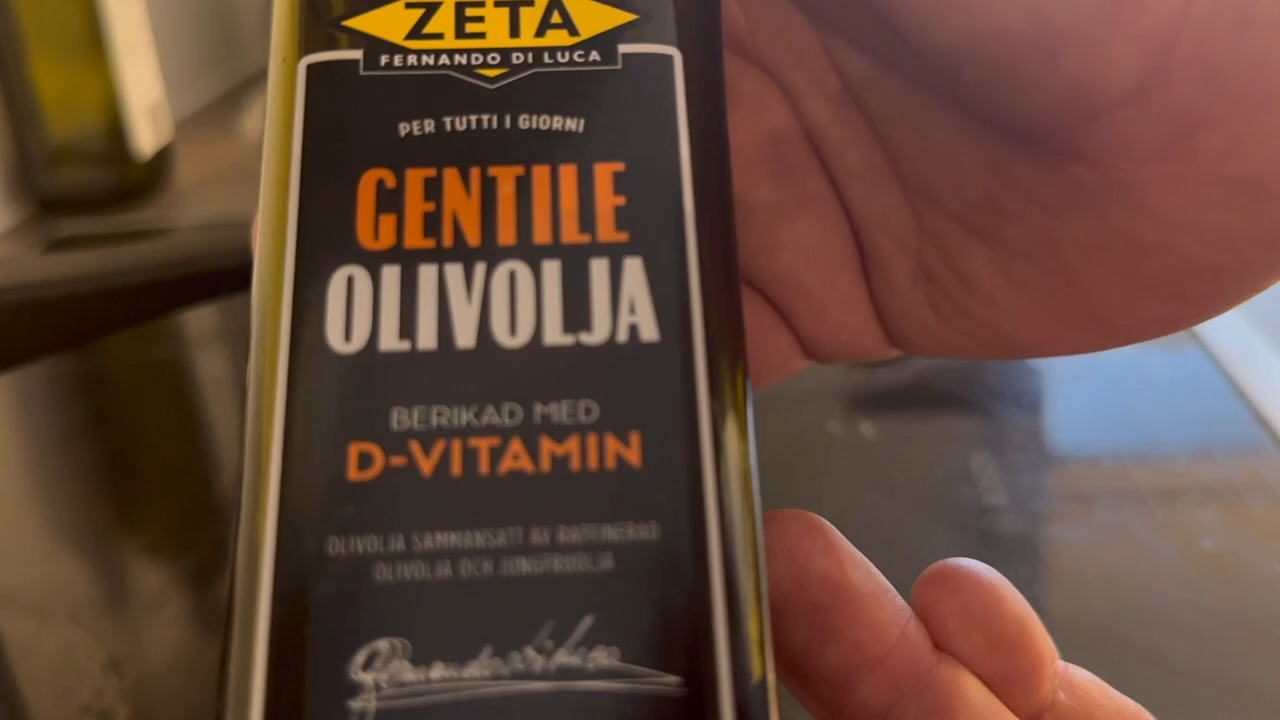 ZETA
FERNANDO DI LUCA
PER TUTTI I GIORNI
GENTILE
OLIVOLJA
BERIKAD MED
D-VITAMIN
OLIVOLJA SAMMANSATT AV RAFFINERAD
OLIVOLJA OCH JUNGFRUOLJA